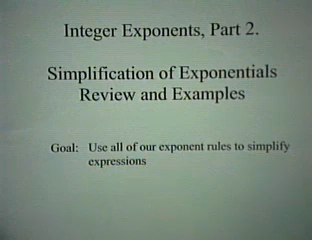 Integer Exponents, Part 2.
Simplification of Exponentials
Review and Examples
Goal: Use all of our exponent rules to simplify
expressions